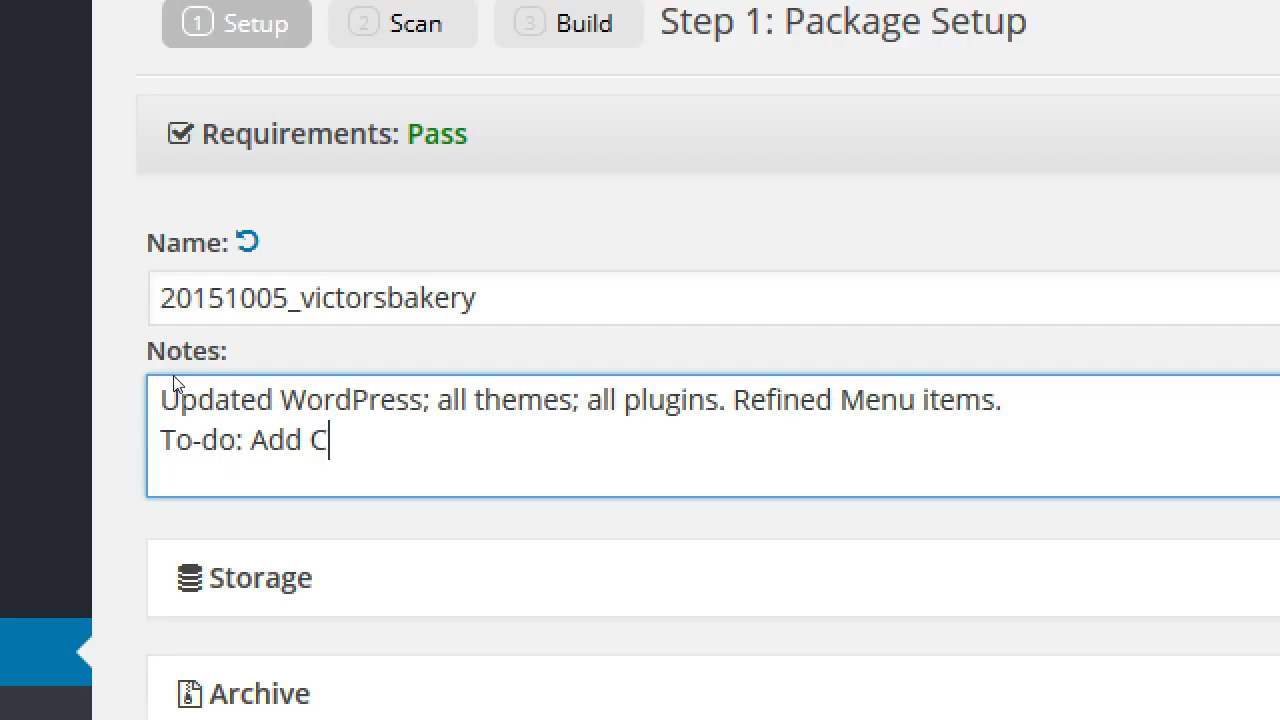 1 Setup 2 Scan 3 Build Step 1: Package Setup
Requirements: Pass
Name:
20151005_victorsbakery
Notes:
Updated WordPress; all themes; all plugins. Refined Menu items.
To-do: Add C
Storage
Archive